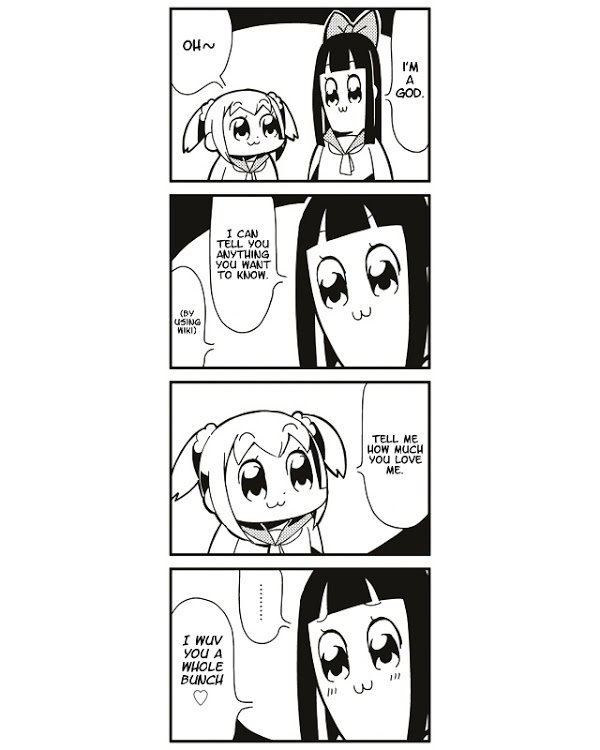 I'M
A
GOD.
OH~
I CAN
TELL YOU
ANYTHING
YOU WANT
TO KNOW.
(BY
USING
WIKI)
TELL ME
HOW MUCH
YOU LOVE
ME.
.........
I WUV
YOU A
WHOLE
BUNCH
♡